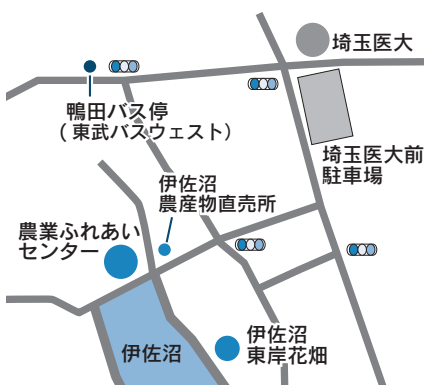 埼玉医大
鴨田バス停
(東武バスウェスト)
埼玉医大前
駐車場
伊佐沼
農産物直売所
農業ふれあい
センター
伊佐沼
東岸花畑
伊佐沼